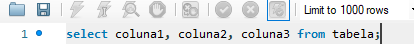 Limit to 1000 rows
1 select coluna1, coluna2, coluna3 from tabela;